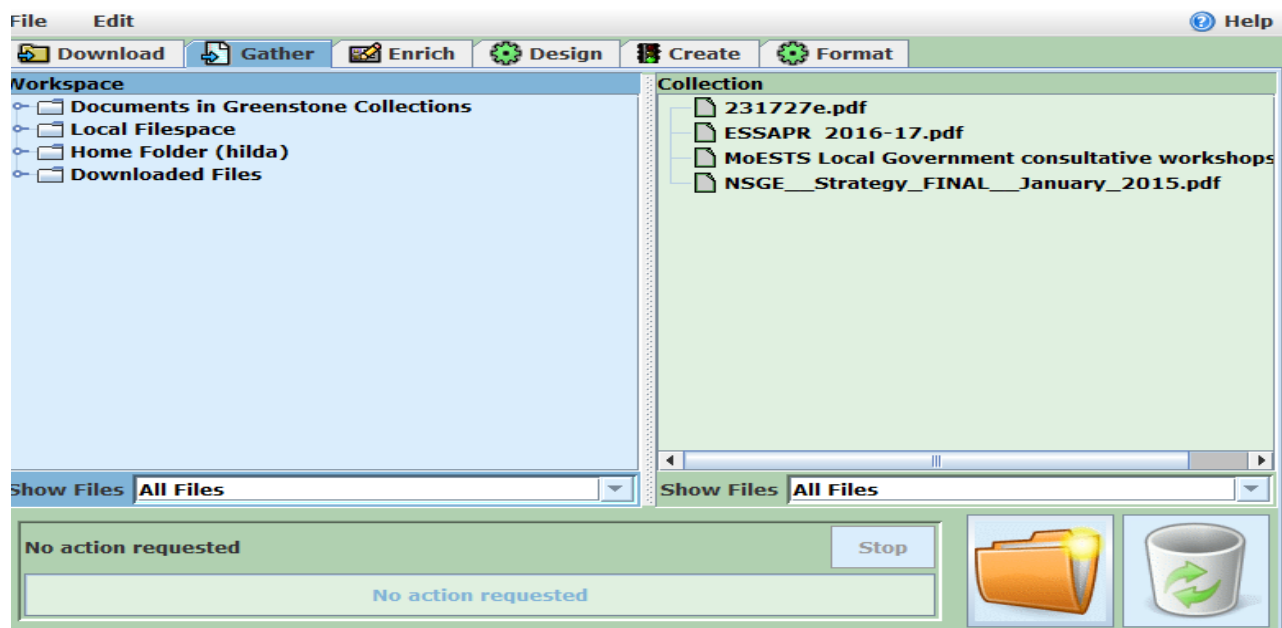 File Edit Help
Download Gather Enrich Design Create Format
Workspace
Documents in Greenstone Collections
Local Filespace
Home Folder (hilda)
Downloaded Files
Show Files All Files
Collection
231727e.pdf
ESSAPR 2016-17.pdf
MoESTS Local Government consultative workshops
NSGE__Strategy_FINAL__January_2015.pdf
Show Files All Files
No action requested Stop
No action requested